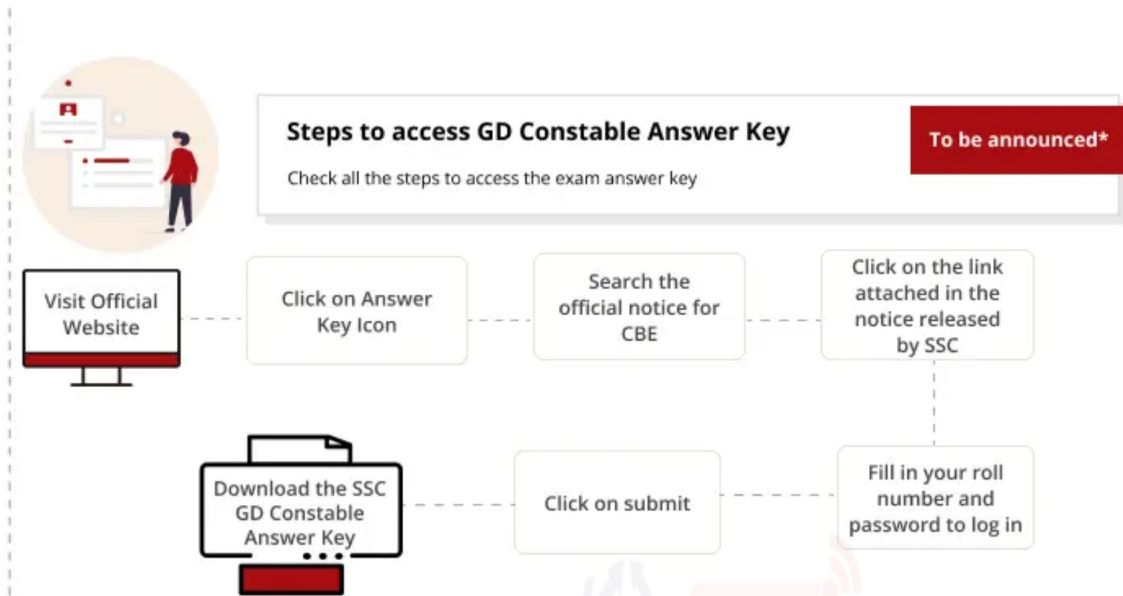 Steps to access GD Constable Answer Key
To be announced*
Check all the steps to access the exam answer key
Visit Official
Website
Click on Answer
Key Icon
Search the
official notice for
CBE
Click on the link
attached in the
notice released
by SSC
Fill in your roll
number and
password to log in
Click on submit
Download the SSC
GD Constable
Answer Key